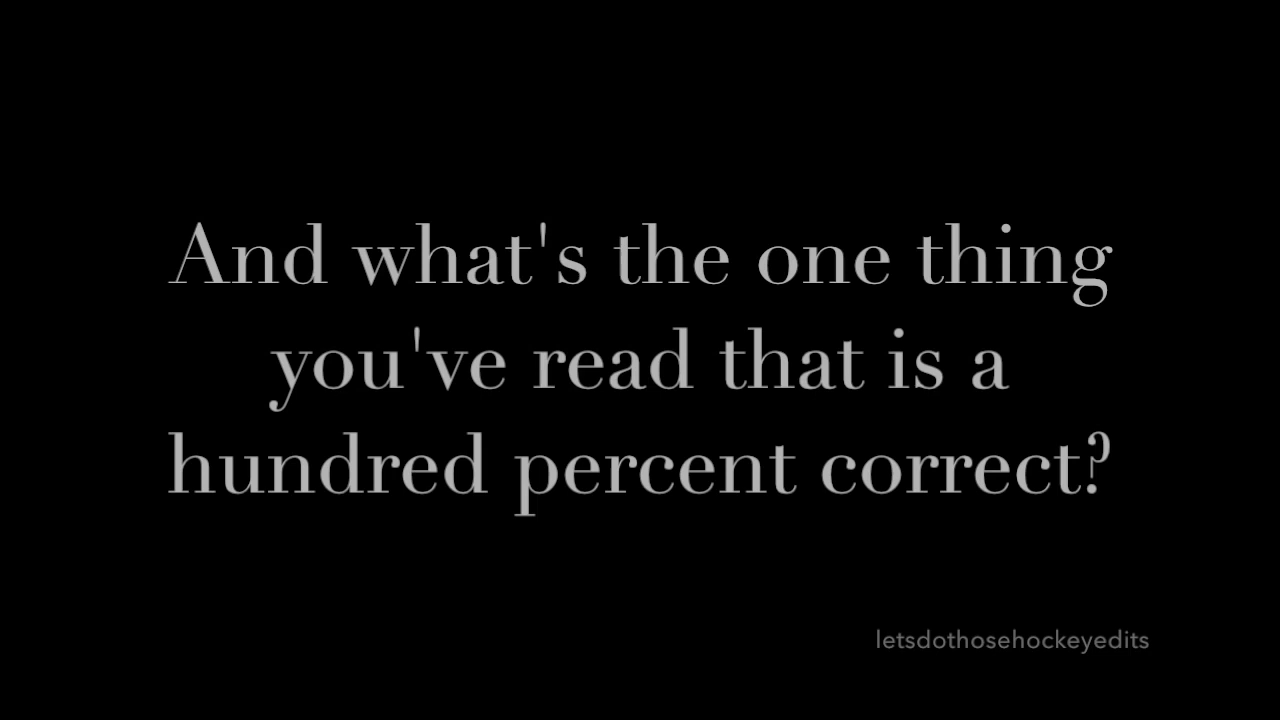 And what's the one thing
you've read that is a
hundred percent correct?
letsdothosehockeyedits